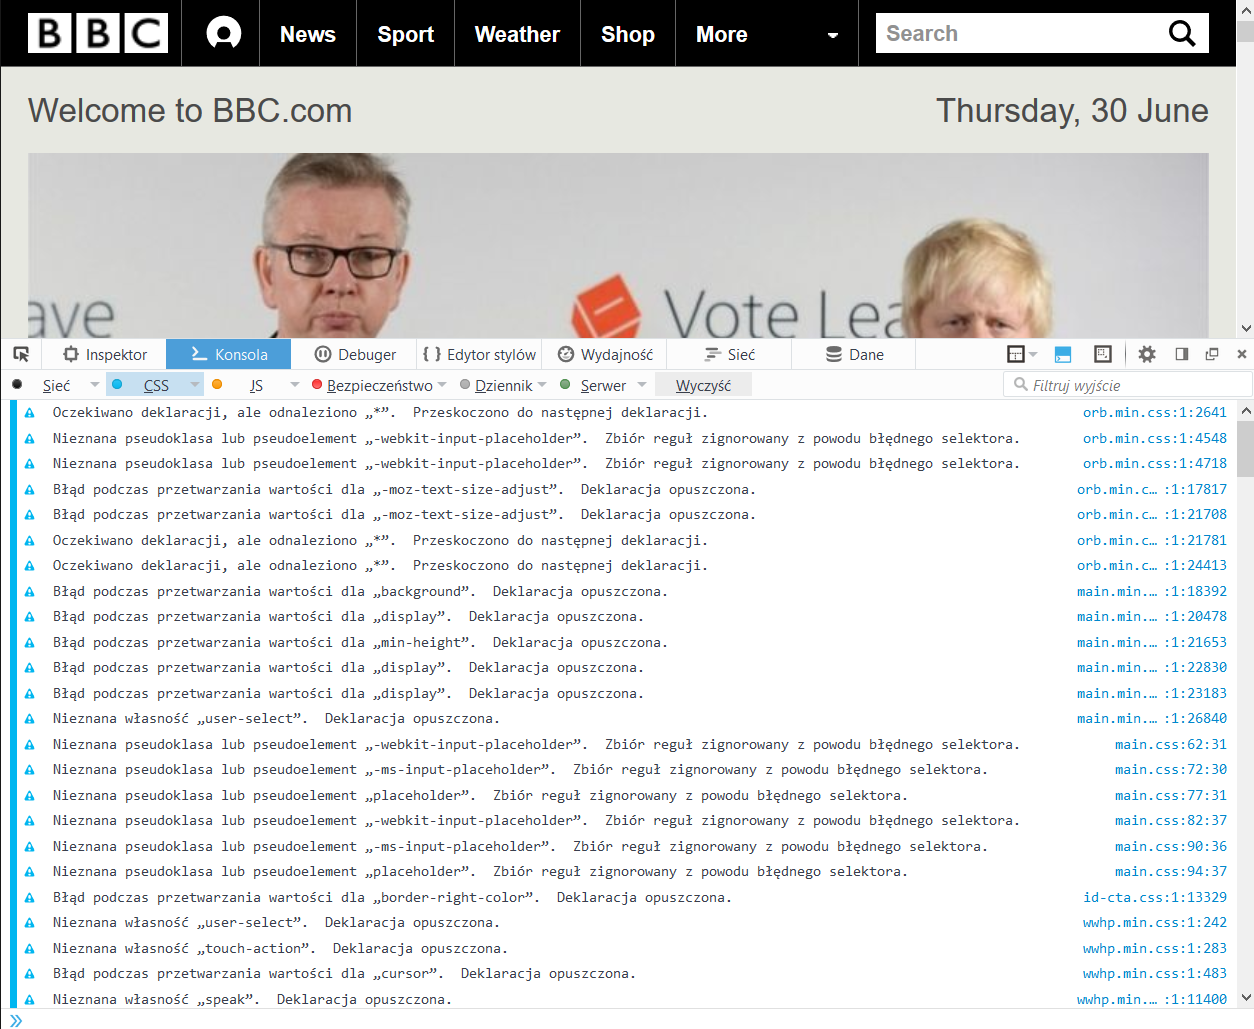 BBC News Sport Weather Shop More Search
Welcome to BBC.com Thursday, 30 June
ave Vote Lea
Inspektor Konsola Debuger Edytor stylów Wydajność Sieć Dane
Sieć CSS JS Bezpieczeństwo Dziennik Serwer Wyczyść Filtruj wyjście
Oczekiwano deklaracji, ale odnaleziono „*”. Przeskoczono do następnej deklaracji. orb.min.css:1:2641
Nieznana pseudoklasa lub pseudoelement „-webkit-input-placeholder”. Zbiór reguł zignorowany z powodu błędnego selektora. orb.min.css:1:4548
Nieznana pseudoklasa lub pseudoelement „-webkit-input-placeholder”. Zbiór reguł zignorowany z powodu błędnego selektora. orb.min.css:1:4718
Błąd podczas przetwarzania wartości dla „-moz-text-size-adjust”. Deklaracja opuszczona. orb.min.c… :1:17817
Błąd podczas przetwarzania wartości dla „-moz-text-size-adjust”. Deklaracja opuszczona. orb.min.c… :1:21708
Oczekiwano deklaracji, ale odnaleziono „*”. Przeskoczono do następnej deklaracji. orb.min.c… :1:21781
Oczekiwano deklaracji, ale odnaleziono „*”. Przeskoczono do następnej deklaracji. orb.min.c… :1:24413
Błąd podczas przetwarzania wartości dla „background”. Deklaracja opuszczona. main.min.… :1:18392
Błąd podczas przetwarzania wartości dla „display”. Deklaracja opuszczona. main.min.… :1:20478
Błąd podczas przetwarzania wartości dla „min-height”. Deklaracja opuszczona. main.min.… :1:21653
Błąd podczas przetwarzania wartości dla „display”. Deklaracja opuszczona. main.min.… :1:22830
Błąd podczas przetwarzania wartości dla „display”. Deklaracja opuszczona. main.min.… :1:23183
Nieznana własność „user-select”. Deklaracja opuszczona. main.min.… :1:26840
Nieznana pseudoklasa lub pseudoelement „-webkit-input-placeholder”. Zbiór reguł zignorowany z powodu błędnego selektora. main.css:62:31
Nieznana pseudoklasa lub pseudoelement „-ms-input-placeholder”. Zbiór reguł zignorowany z powodu błędnego selektora. main.css:72:30
Nieznana pseudoklasa lub pseudoelement „placeholder”. Zbiór reguł zignorowany z powodu błędnego selektora. main.css:77:31
Nieznana pseudoklasa lub pseudoelement „-webkit-input-placeholder”. Zbiór reguł zignorowany z powodu błędnego selektora. main.css:82:37
Nieznana pseudoklasa lub pseudoelement „-ms-input-placeholder”. Zbiór reguł zignorowany z powodu błędnego selektora. main.css:90:36
Nieznana pseudoklasa lub pseudoelement „placeholder”. Zbiór reguł zignorowany z powodu błędnego selektora. main.css:94:37
Błąd podczas przetwarzania wartości dla „border-right-color”. Deklaracja opuszczona. id-cta.css:1:13329
Nieznana własność „user-select”. Deklaracja opuszczona. wwhp.min.css:1:242
Nieznana własność „touch-action”. Deklaracja opuszczona. wwhp.min.css:1:283
Błąd podczas przetwarzania wartości dla „cursor”. Deklaracja opuszczona. wwhp.min.css:1:483
Nieznana własność „speak”. Deklaracja opuszczona. wwhp.min.… :1:11400